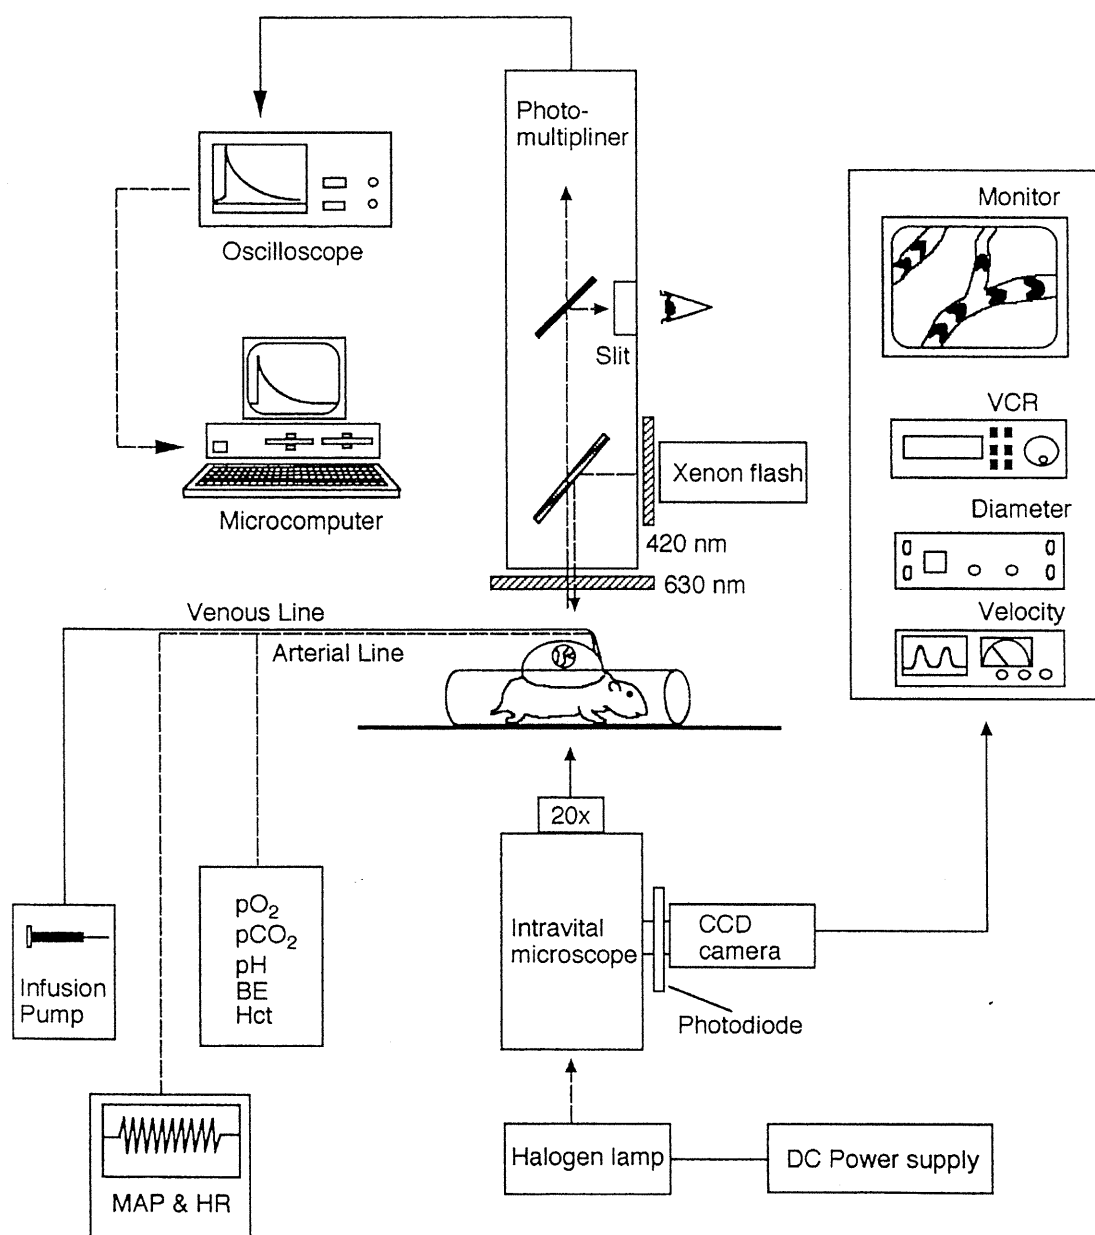 Photo-
multipliner
Oscilloscope
Slit
Microcomputer
Xenon flash
420 nm
630 nm
Monitor
VCR
Diameter
Velocity
Venous Line
Arterial Line
20x
Intravital
microscope
CCD
camera
Photodiode
Infusion
Pump
pO₂
pCO₂
pH
BE
Hct
MAP & HR
Halogen lamp
DC Power supply